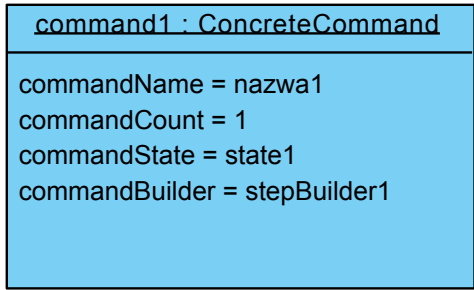 command1 : ConcreteCommand
commandName = nazwa1
commandCount = 1
commandState = state1
commandBuilder = stepBuilder1